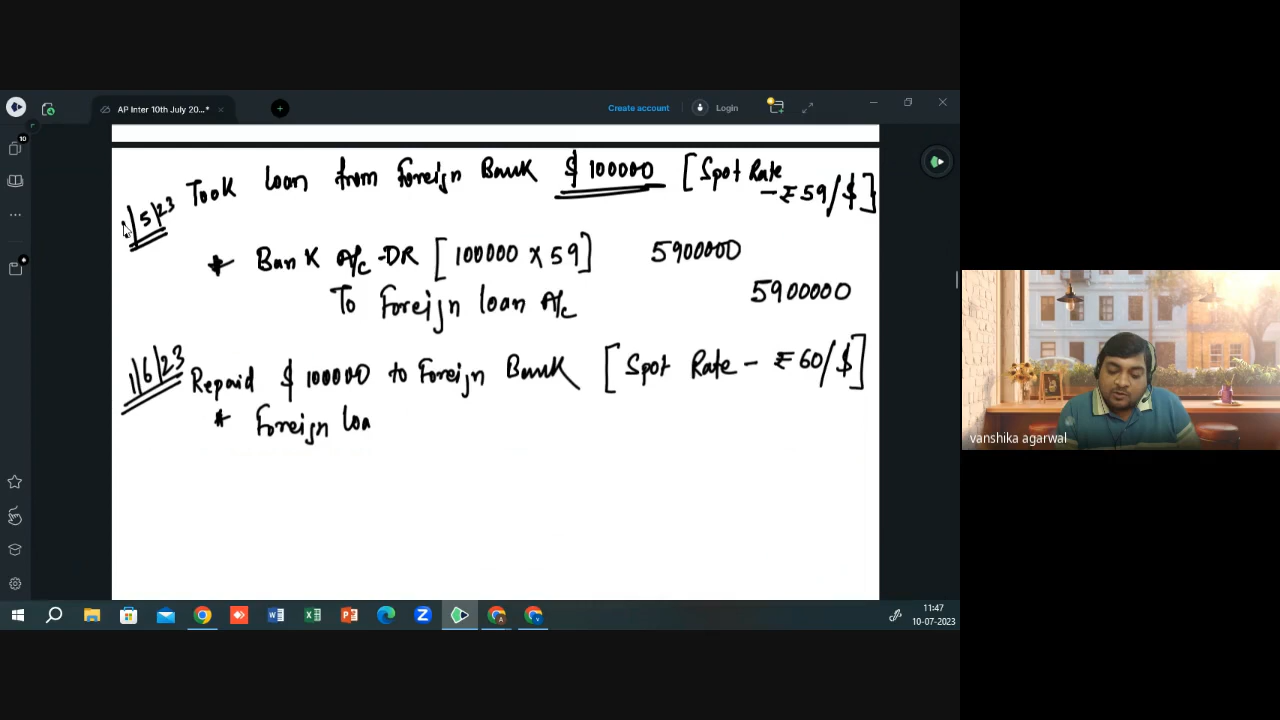 AP Inter 10th July 20...*
Create account
Login
10
Took loan from Foreign Bank $ 100000 [Spot Rate
- ₹ 59/$]
1/5/23
* Bank A/c -DR [100000 x 59] 5900000
To Foreign loan A/c 5900000
1/6/23 Repaid $ 100000 to Foreign Bank [Spot Rate - ₹ 60/$]
* Foreign loa
vanshika agarwal
11:47
10-07-2023